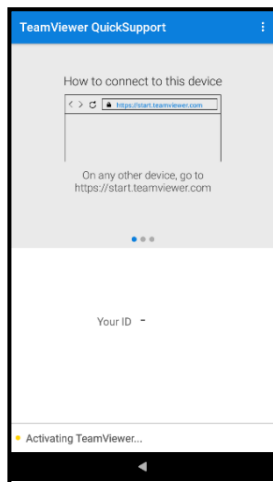 TeamViewer QuickSupport
How to connect to this device
https://start.teamviewer.com
On any other device, go to
https://start.teamviewer.com
Your ID -
Activating TeamViewer...